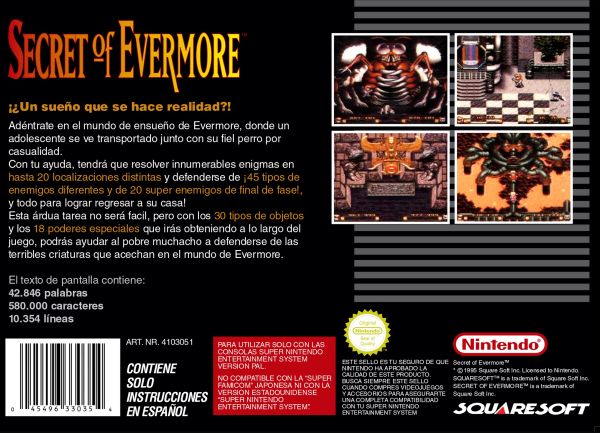 SECRET OF EVERMORE™
¡¿Un sueño que se hace realidad?!
Adéntrate en el mundo de ensueño de Evermore, donde un
adolescente se ve transportado junto con su fiel perro por
casualidad.
Con tu ayuda, tendrá que resolver innumerables enigmas en
hasta 20 localizaciones distintas y defenderse de ¡45 tipos de
enemigos diferentes y de 20 super enemigos de final de fase!,
y todo para lograr regresar a su casa!
Esta árdua tarea no será facil, pero con los 30 tipos de objetos
y los 18 poderes especiales que irás obteniendo a lo largo del
juego, podrás ayudar al pobre muchacho a defenderse de las
terribles criaturas que acechan en el mundo de Evermore.
El texto de pantalla contiene:
42.846 palabras
580.000 caracteres
10.354 líneas
0 45496 33035 4
ART. NR. 4103051
CONTIENE
SOLO
INSTRUCCIONES
EN ESPAÑOL
PARA UTILIZAR SOLO CON LAS
CONSOLAS SUPER NINTENDO
ENTERTAINMENT SYSTEM
VERSION PAL.
NO COMPATIBLE CON LA "SUPER
FAMICOM" JAPONESA NI CON LA
VERSION ESTADOUNIDENSE
"SUPER NINTENDO
ENTERTAINMENT SYSTEM"
Original
Nintendo
Seal of
Quality
ESTE SELLO ES TU SEGURO DE QUE
NINTENDO HA APROBADO LA
CALIDAD DE ESTE PRODUCTO.
BUSCA SIEMPRE ESTE SELLO
CUANDO COMPRES VIDEOJUEGOS
Y ACCESORIOS PARA ASEGURARTE
UNA COMPLETA COMPATIBILIDAD
CON TU SUPER NINTENDO
ENTERTAINMENT SYSTEM
Nintendo
Secret of Evermore™
* © 1995 Square Soft Inc. Licensed to Nintendo.
SQUARESOFT™ is a trademark of Square Soft Inc.
SECRET OF EVERMORE™ is a trademark of
Square Soft Inc.
SQUARESOFT